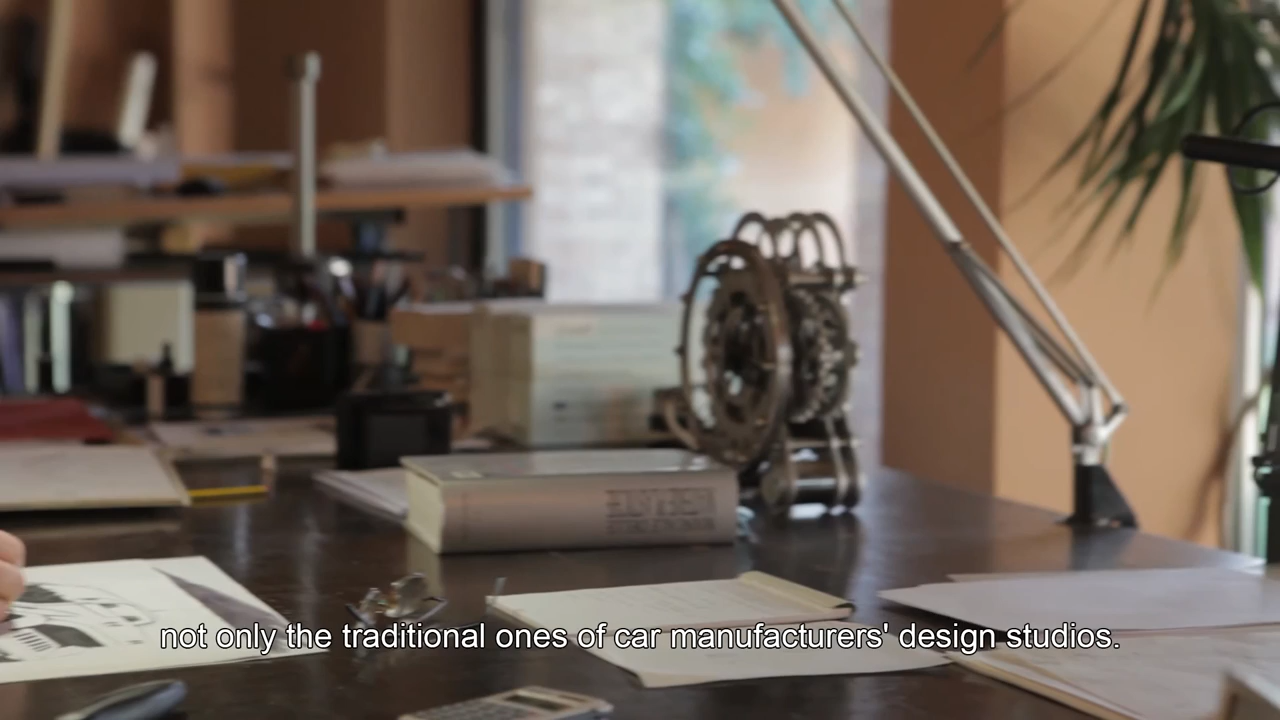 not only the traditional ones of car manufacturers' design studios.